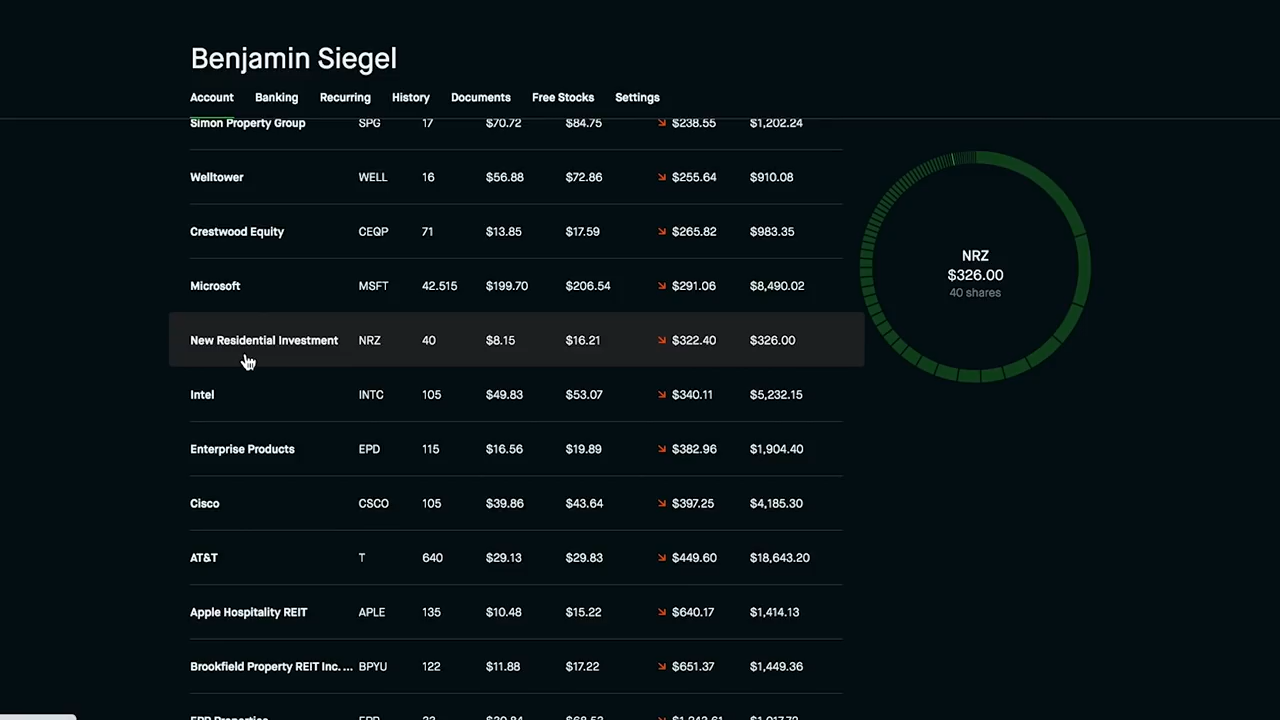 Benjamin Siegel
Account Banking Recurring History Documents Free Stocks Settings
Simon Property Group SPG 17 $70.72 $84.75 $238.55 $1,202.24
Welltower WELL 16 $56.88 $72.86 $255.64 $910.08
Crestwood Equity CEQP 71 $13.85 $17.59 $265.82 $983.35
Microsoft MSFT 42.515 $199.70 $206.54 $291.06 $8,490.02
New Residential Investment NRZ 40 $8.15 $16.21 $322.40 $326.00
Intel INTC 105 $49.83 $53.07 $340.11 $5,232.15
Enterprise Products EPD 115 $16.56 $19.89 $382.96 $1,904.40
Cisco CSCO 105 $39.86 $43.64 $397.25 $4,185.30
AT&T T 640 $29.13 $29.83 $449.60 $18,643.20
Apple Hospitality REIT APLE 135 $10.48 $15.22 $640.17 $1,414.13
Brookfield Property REIT Inc. ... BPYU 122 $11.88 $17.22 $651.37 $1,449.36
EPR Properties EPR
NRZ
$326.00
40 shares